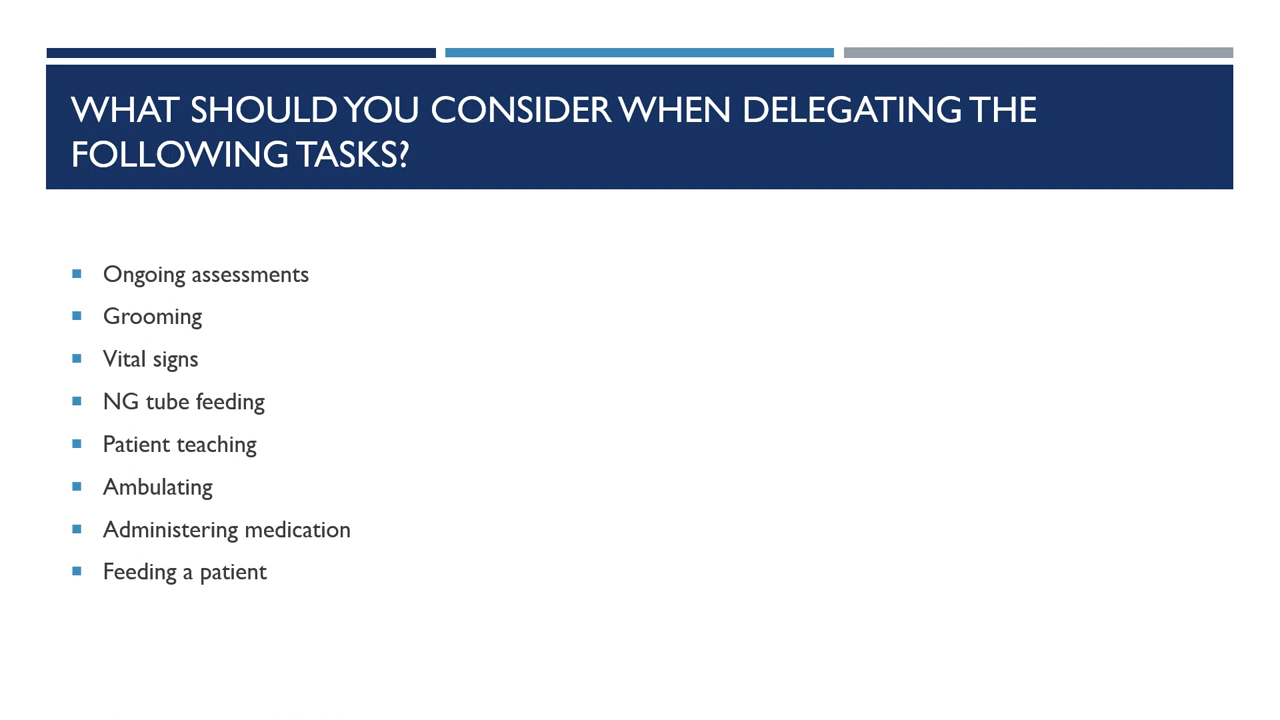 WHAT SHOULD YOU CONSIDER WHEN DELEGATING THE
FOLLOWING TASKS?
Ongoing assessments
Grooming
Vital signs
NG tube feeding
Patient teaching
Ambulating
Administering medication
Feeding a patient